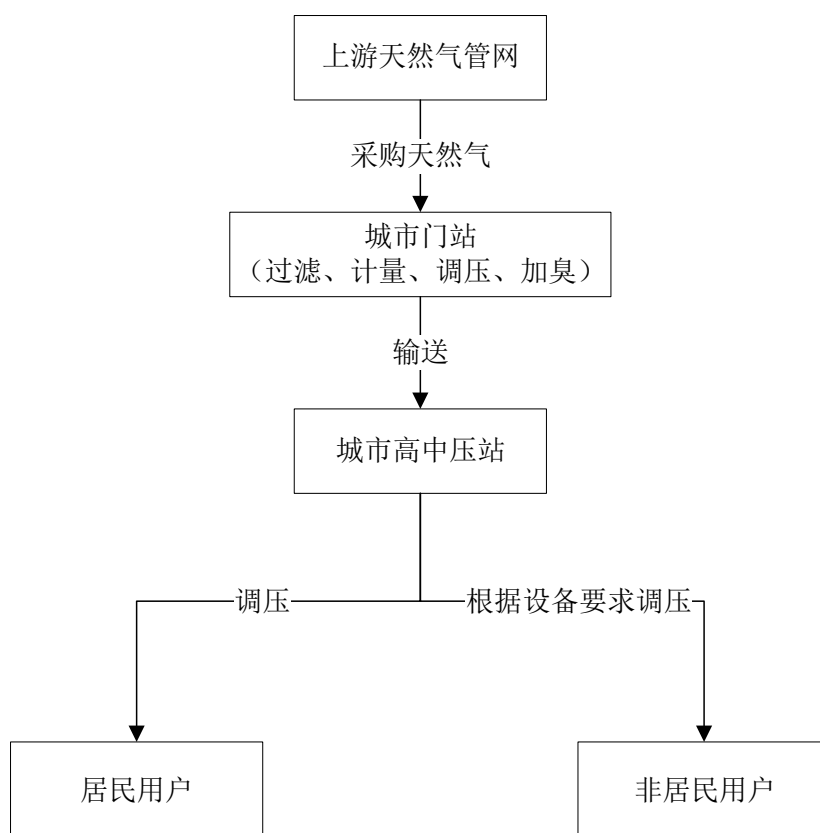 上游天然气管网
采购天然气
城市门站
（过滤、计量、调压、加臭）
输送
城市高中压站
调压
根据设备要求调压
居民用户
非居民用户